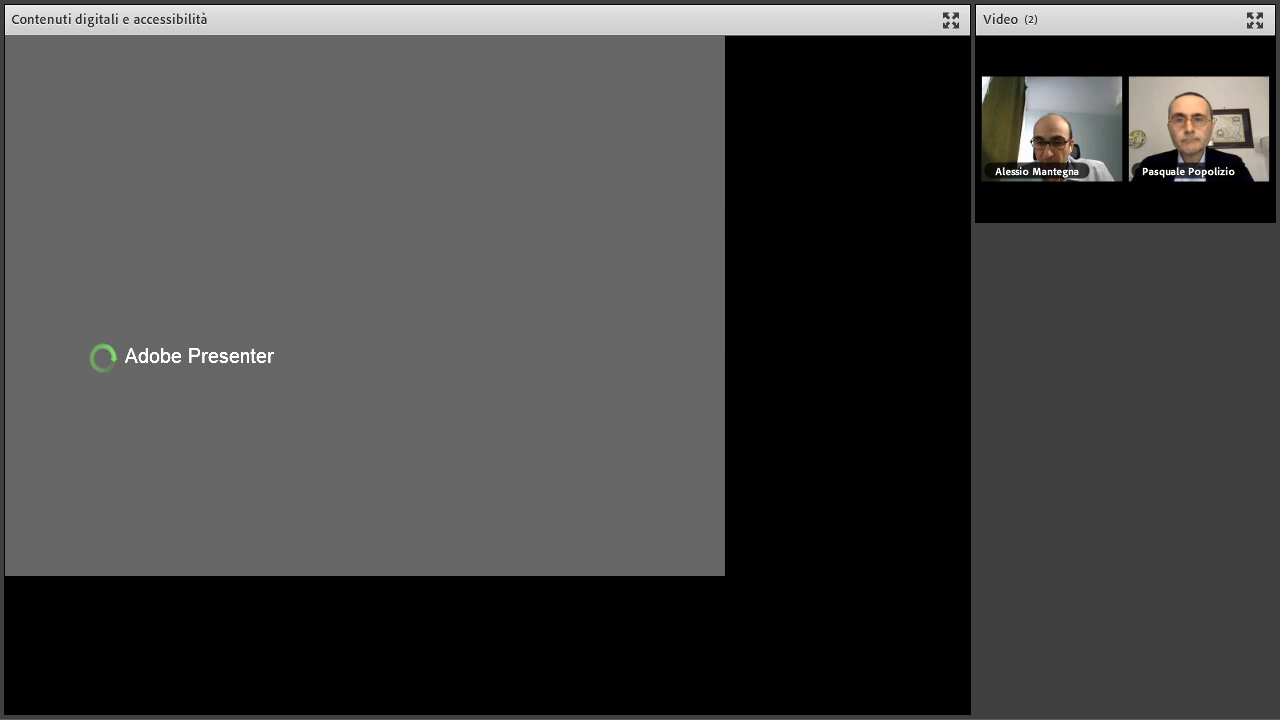 Contenuti digitali e accessibilità
Video (2)
Alessio Mantegna
Pasquale Popolizio
Adobe Presenter